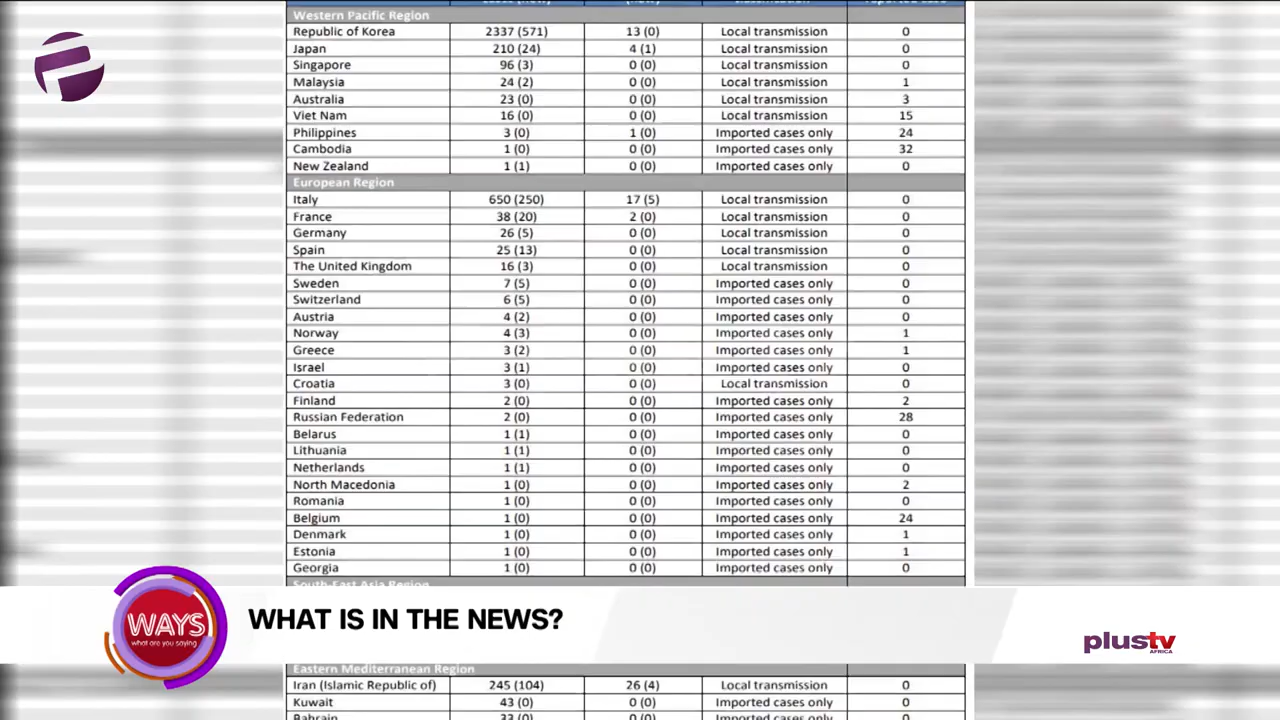 Western Pacific Region
Republic of Korea 2337 (571) 13 (0) Local transmission 0
Japan 210 (24) 4 (1) Local transmission 0
Singapore 96 (3) 0 (0) Local transmission 0
Malaysia 24 (2) 0 (0) Local transmission 1
Australia 23 (0) 0 (0) Local transmission 3
Viet Nam 16 (0) 0 (0) Local transmission 15
Philippines 3 (0) 1 (0) Imported cases only 24
Cambodia 1 (0) 0 (0) Imported cases only 32
New Zealand 1 (1) 0 (0) Imported cases only 0
European Region
Italy 650 (250) 17 (5) Local transmission 0
France 38 (20) 2 (0) Local transmission 0
Germany 26 (5) 0 (0) Local transmission 0
Spain 25 (13) 0 (0) Local transmission 0
The United Kingdom 16 (3) 0 (0) Local transmission 0
Sweden 7 (5) 0 (0) Imported cases only 0
Switzerland 6 (5) 0 (0) Imported cases only 0
Austria 4 (2) 0 (0) Imported cases only 0
Norway 4 (3) 0 (0) Imported cases only 1
Greece 3 (2) 0 (0) Imported cases only 1
Israel 3 (1) 0 (0) Imported cases only 0
Croatia 3 (0) 0 (0) Local transmission 0
Finland 2 (0) 0 (0) Imported cases only 2
Russian Federation 2 (0) 0 (0) Imported cases only 28
Belarus 1 (1) 0 (0) Imported cases only 0
Lithuania 1 (1) 0 (0) Imported cases only 0
Netherlands 1 (1) 0 (0) Imported cases only 0
North Macedonia 1 (0) 0 (0) Imported cases only 2
Romania 1 (0) 0 (0) Imported cases only 0
Belgium 1 (0) 0 (0) Imported cases only 24
Denmark 1 (0) 0 (0) Imported cases only 1
Estonia 1 (0) 0 (0) Imported cases only 1
Georgia 1 (0) 0 (0) Imported cases only 0
South-East Asia Region
WAYS
what are you saying
WHAT IS IN THE NEWS?
plustv
AFRICA
Eastern Mediterranean Region
Iran (Islamic Republic of) 245 (104) 26 (4) Local transmission 0
Kuwait 43 (0) 0 (0) Imported cases only 0
Bahrain 33 (0) 0 (0) Imported cases only 0